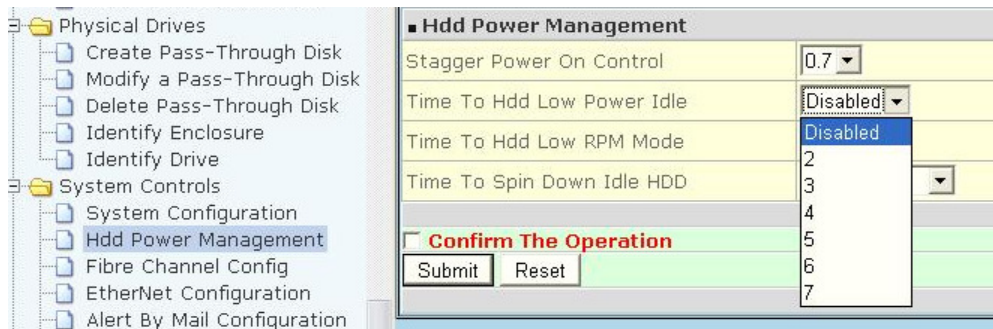 Physical Drives
Create Pass-Through Disk
Modify a Pass-Through Disk
Delete Pass-Through Disk
Identify Enclosure
Identify Drive
System Controls
System Configuration
Hdd Power Management
Fibre Channel Config
EtherNet Configuration
Alert By Mail Configuration
Hdd Power Management
Stagger Power On Control 0.7
Time To Hdd Low Power Idle Disabled
Time To Hdd Low RPM Mode
Time To Spin Down Idle HDD
Disabled
2
3
4
5
6
7
Confirm The Operation
Submit Reset